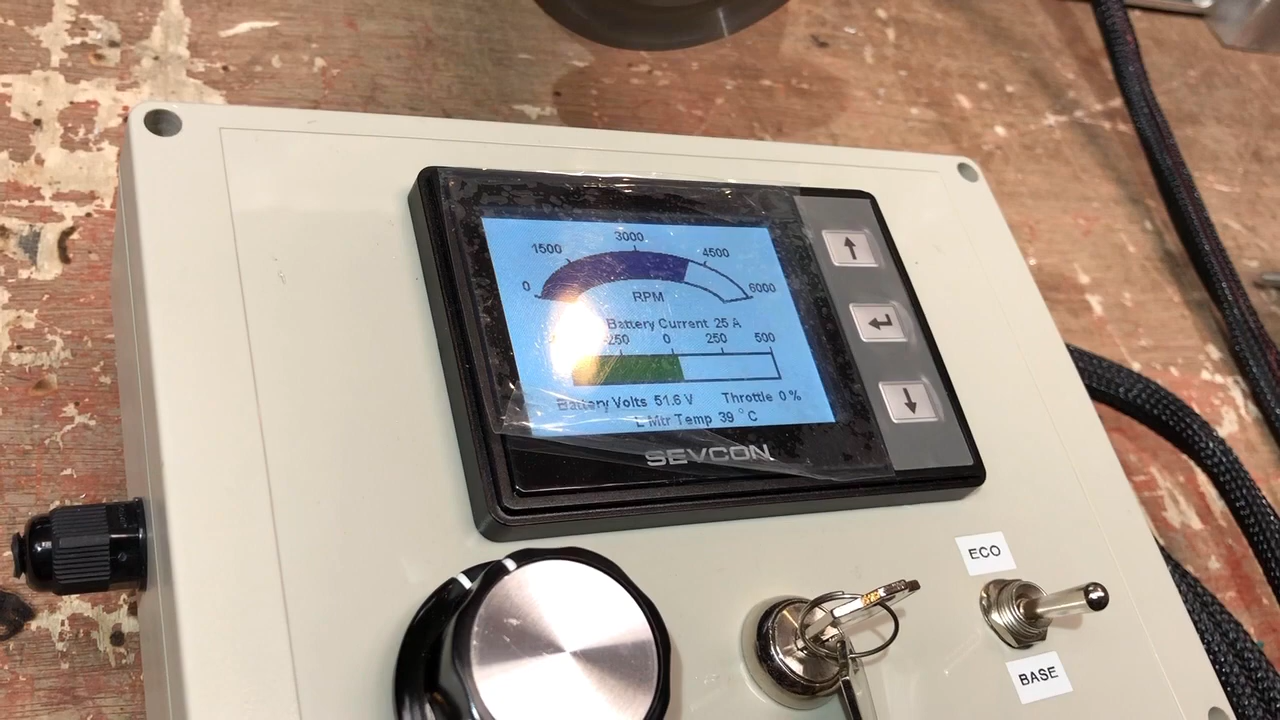 3000
1500 4500
0 6000
RPM
Battery Current 25 A
250 0 250 500
Battery Volts 51.6 V Throttle 0 %
L Mtr Temp 39 °C
SEVCON
ECO
BASE